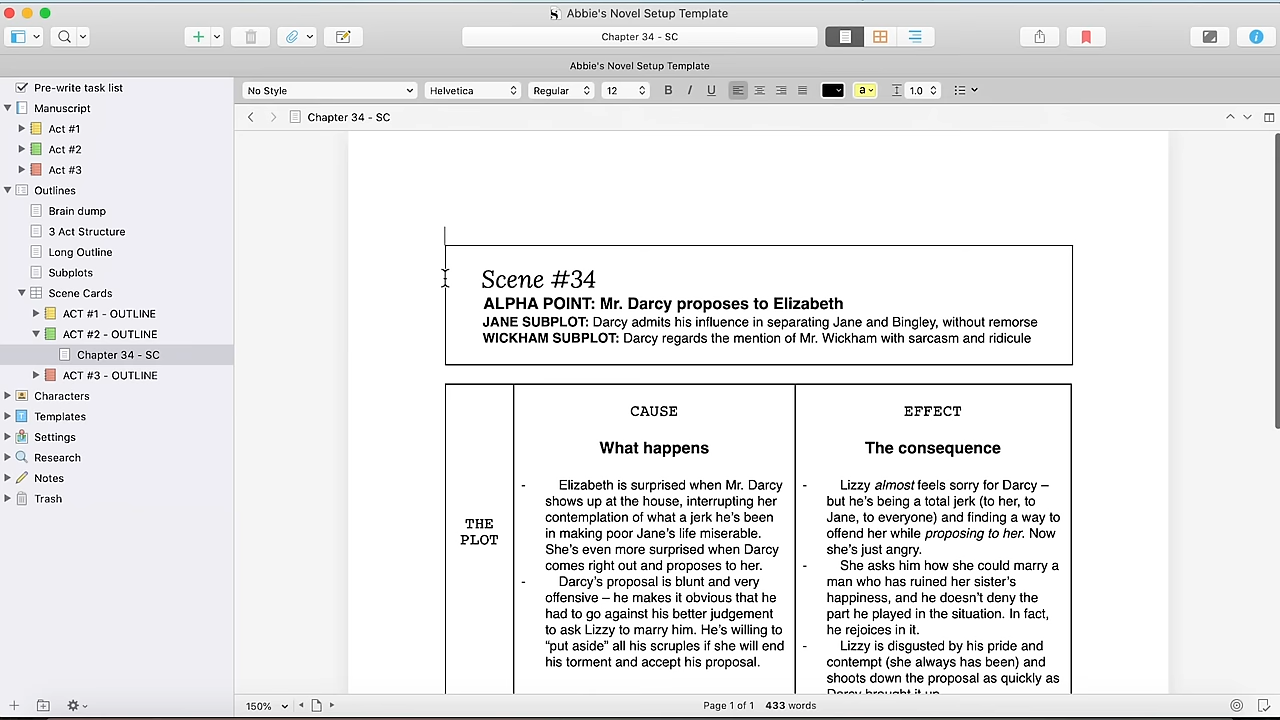 Abbie's Novel Setup Template
Chapter 34 - SC
Abbie's Novel Setup Template
No Style
Helvetica
Regular
12
B
I
U
a
1.0
Chapter 34 - SC
Pre-write task list
Manuscript
Act #1
Act #2
Act #3
Outlines
Brain dump
3 Act Structure
Long Outline
Subplots
Scene Cards
ACT #1 - OUTLINE
ACT #2 - OUTLINE
Chapter 34 - SC
ACT #3 - OUTLINE
Characters
Templates
Settings
Research
Notes
Trash
Scene #34
ALPHA POINT: Mr. Darcy proposes to Elizabeth
JANE SUBPLOT: Darcy admits his influence in separating Jane and Bingley, without remorse
WICKHAM SUBPLOT: Darcy regards the mention of Mr. Wickham with sarcasm and ridicule
THE
PLOT
CAUSE
What happens
- Elizabeth is surprised when Mr. Darcy
shows up at the house, interrupting her
contemplation of what a jerk he's been
in making poor Jane's life miserable.
She's even more surprised when Darcy
comes right out and proposes to her.
- Darcy's proposal is blunt and very
offensive – he makes it obvious that he
had to go against his better judgement
to ask Lizzy to marry him. He's willing to
“put aside” all his scruples if she will end
his torment and accept his proposal.
EFFECT
The consequence
- Lizzy almost feels sorry for Darcy –
but he's being a total jerk (to her, to
Jane, to everyone) and finding a way to
offend her while proposing to her. Now
she's just angry.
- She asks him how she could marry a
man who has ruined her sister's
happiness, and he doesn't deny the
part he played in the situation. In fact,
he rejoices in it.
- Lizzy is disgusted by his pride and
contempt (she always has been) and
shoots down the proposal as quickly as
Darcy brought it up.
150%
Page 1 of 1
433 words